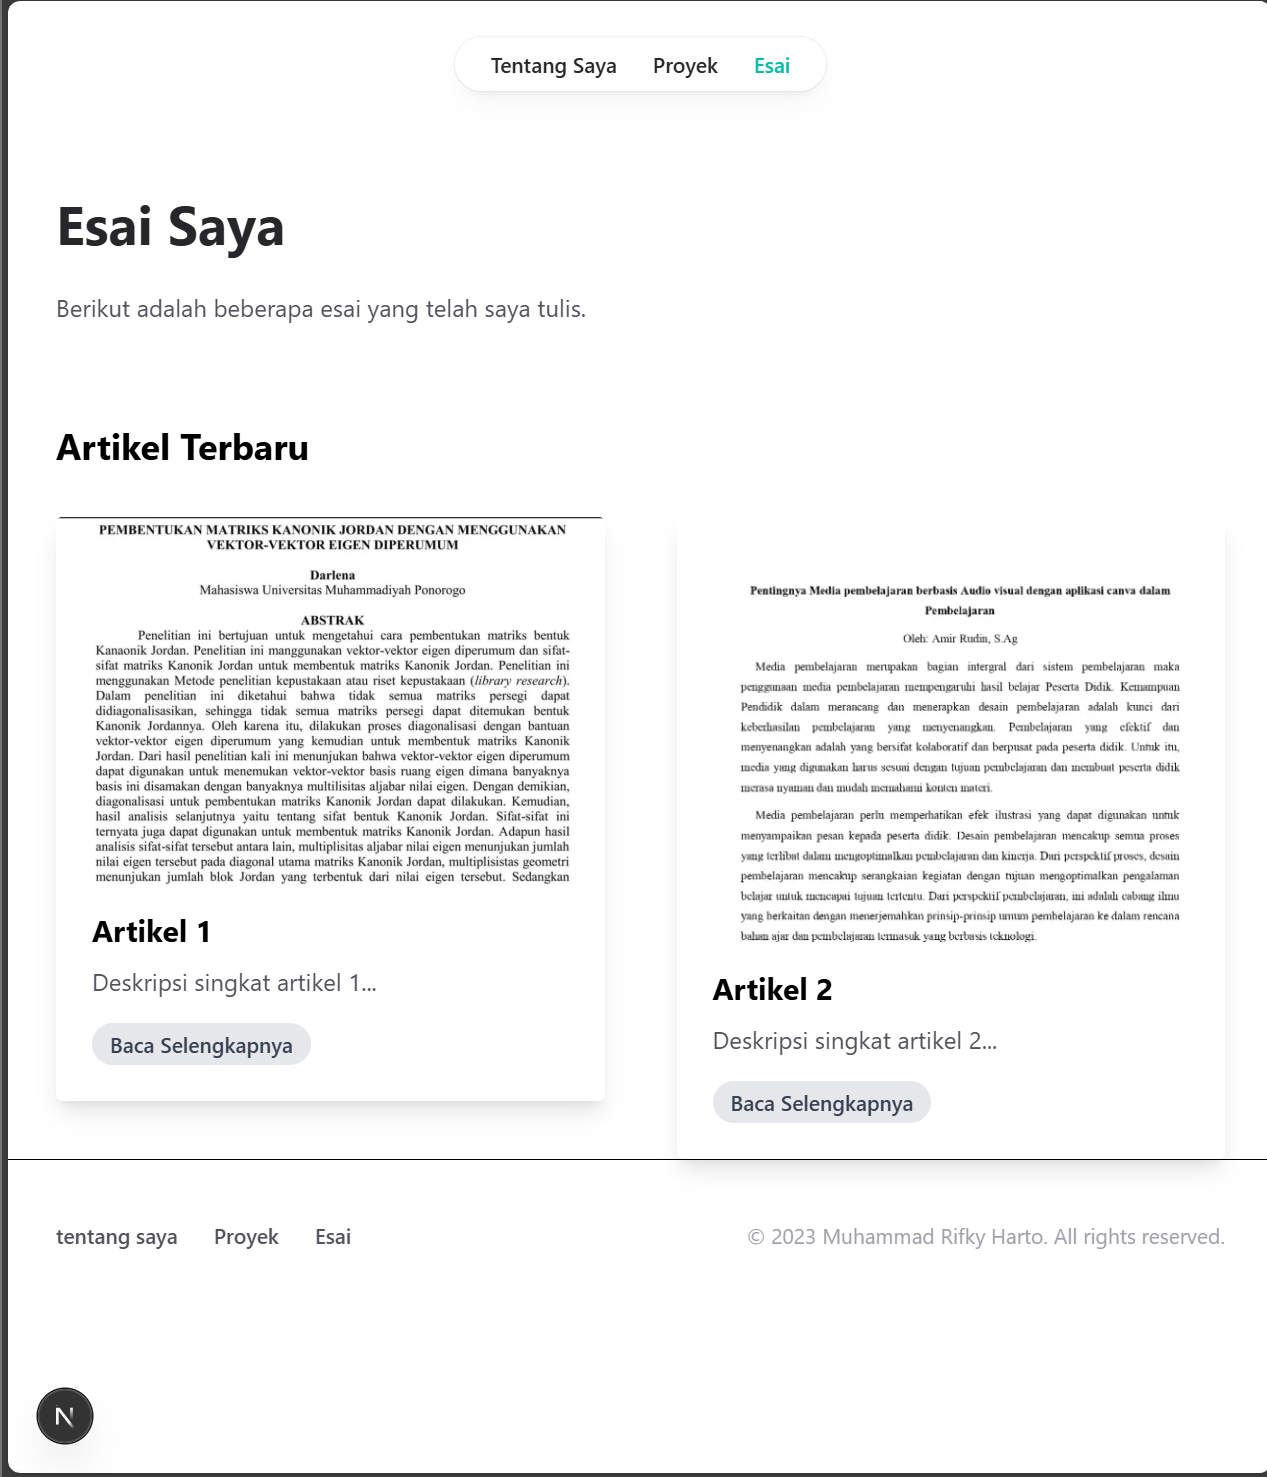 Tentang Saya Proyek Esai
Esai Saya
Berikut adalah beberapa esai yang telah saya tulis.
Artikel Terbaru
PEMBENTUKAN MATRIKS KANONIK JORDAN DENGAN MENGGUNAKAN
VEKTOR-VEKTOR EIGEN DIPERUMUM
Darlena
Mahasiswa Universitas Muhammadiyah Ponorogo
ABSTRAK
Penelitian ini bertujuan untuk mengetahui cara pembentukan matriks bentuk
Kanaonik Jordan. Penelitian ini manggunakan vektor-vektor eigen diperumum dan sifat-
sifat matriks Kanonik Jordan untuk membentuk matriks Kanonik Jordan. Penelitian ini
menggunakan Metode penelitian kepustakaan atau riset kepustakaan (library research).
Dalam penelitian ini diketahui bahwa tidak semua matriks persegi dapat
didiagonalisasikan, sehingga tidak semua matriks persegi dapat ditemukan bentuk
Kanonik Jordannya. Oleh karena itu, dilakukan proses diagonalisasi dengan bantuan
vektor-vektor eigen diperumum yang kemudian untuk membentuk matriks Kanonik
Jordan. Dari hasil penelitian kali ini menunjukan bahwa vektor-vektor eigen diperumum
dapat digunakan untuk menemukan vektor-vektor basis ruang eigen dimana banyaknya
basis ini disamakan dengan banyaknya multilisitas aljabar nilai eigen. Dengan demikian,
diagonalisasi untuk pembentukan matriks Kanonik Jordan dapat dilakukan. Kemudian,
hasil analisis selanjutnya yaitu tentang sifat bentuk Kanonik Jordan. Sifat-sifat ini
ternyata juga dapat digunakan untuk membentuk matriks Kanonik Jordan. Adapun hasil
analisis sifat-sifat tersebut antara lain, multiplisitas aljabar nilai eigen menunjukan jumlah
nilai eigen tersebut pada diagonal utama matriks Kanonik Jordan, multiplisistas geometri
menunjukan jumlah blok Jordan yang terbentuk dari nilai eigen tersebut. Sedangkan
Artikel 1
Deskripsi singkat artikel 1...
Baca Selengkapnya
Pentingnya Media pembelajaran berbasis Audio visual dengan aplikasi canva dalam
Pembelajaran
Oleh: Amir Rudin, S.Ag
Media pembelajaran merupakan bagian intergral dari sistem pembelajaran maka
penggunaan media pembelajaran mempengaruhi hasil belajar Peserta Didik. Kemampuan
Pendidik dalam merancang dan menerapkan desain pembelajaran adalah kunci dari
keberhasilan pembelajaran yang menyenangkan. Pembelajaran yang efektif dan
menyenangkan adalah yang bersifat kolaboratif dan berpusat pada peserta didik. Untuk itu,
media yang digunakan harus sesuai dengan tujuan pembelajaran dan membuat peserta didik
merasa nyaman dan mudah memahami konten materi.
Media pembelajaran perlu memperhatikan efek ilustrasi yang dapat digunakan untuk
menyampaikan pesan kepada peserta didik. Desain pembelajaran mencakup semua proses
yang terlibat dalam mengoptimalkan pembelajaran dan kinerja. Dari perspektif proses, desain
pembelajaran mencakup serangkaian kegiatan dengan tujuan mengoptimalkan pengalaman
belajar untuk mencapai tujuan tertentu. Dari perspektif pembelajaran, ini adalah cabang ilmu
yang berkaitan dengan menerjemahkan prinsip-prinsip umum pembelajaran ke dalam rencana
bahan ajar dan pembelajaran termasuk yang berbasis teknologi.
Artikel 2
Deskripsi singkat artikel 2...
Baca Selengkapnya
tentang saya Proyek Esai
© 2023 Muhammad Rifky Harto. All rights reserved.
N